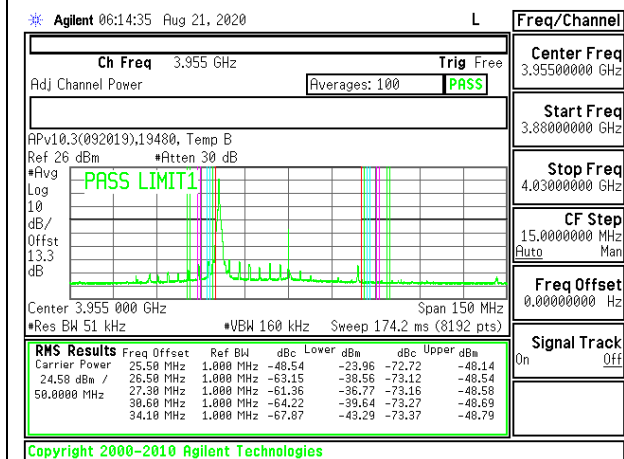 Agilent 06:14:35 Aug 21, 2020 L
Freq/Channel
Ch Freq 3.955 GHz Trig Free
Adj Channel Power Averages: 100 PASS
APv10.3(092019),19480, Temp B
Ref 26 dBm #Atten 30 dB
#Avg
Log
10
dB/
Offst
13.3
dB
PASS LIMIT1
Center 3.955 000 GHz Span 150 MHz
#Res BW 51 kHz #VBW 160 kHz Sweep 174.2 ms (8192 pts)
RMS Results Freq Offset Ref BW dBc Lower dBm dBc Upper dBm
Carrier Power 25.50 MHz 1.000 MHz -48.54 -23.96 -72.72 -48.14
24.58 dBm / 26.50 MHz 1.000 MHz -63.15 -38.56 -73.12 -48.54
50.0000 MHz 27.30 MHz 1.000 MHz -61.36 -36.77 -73.16 -48.58
30.60 MHz 1.000 MHz -64.22 -39.64 -73.27 -48.69
34.10 MHz 1.000 MHz -67.87 -43.29 -73.37 -48.79
Copyright 2000-2010 Agilent Technologies
Center Freq
3.95500000 GHz
Start Freq
3.88000000 GHz
Stop Freq
4.03000000 GHz
CF Step
15.0000000 MHz
Auto Man
Freq Offset
0.00000000 Hz
Signal Track
On Off